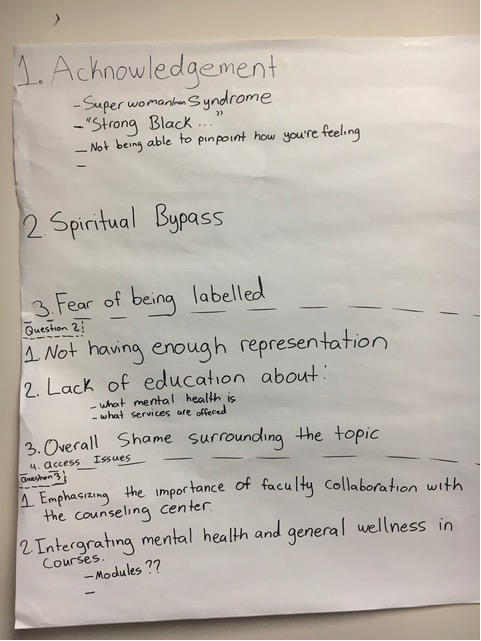 1. Acknowledgement
- Super woman/man Syndrome
- "Strong Black ... "
- Not being able to pinpoint how you're feeling
-
2. Spiritual Bypass
3. Fear of being labelled
Question 2:
1. Not having enough representation
2. Lack of education about:
- what mental health is
- what services are offered
3. Overall Shame surrounding the topic
4. access Issues
Question 3:
1. Emphasizing the importance of faculty collaboration with
the counseling center.
2. Intergrating mental health and general wellness in
Courses.
- Modules ??
-